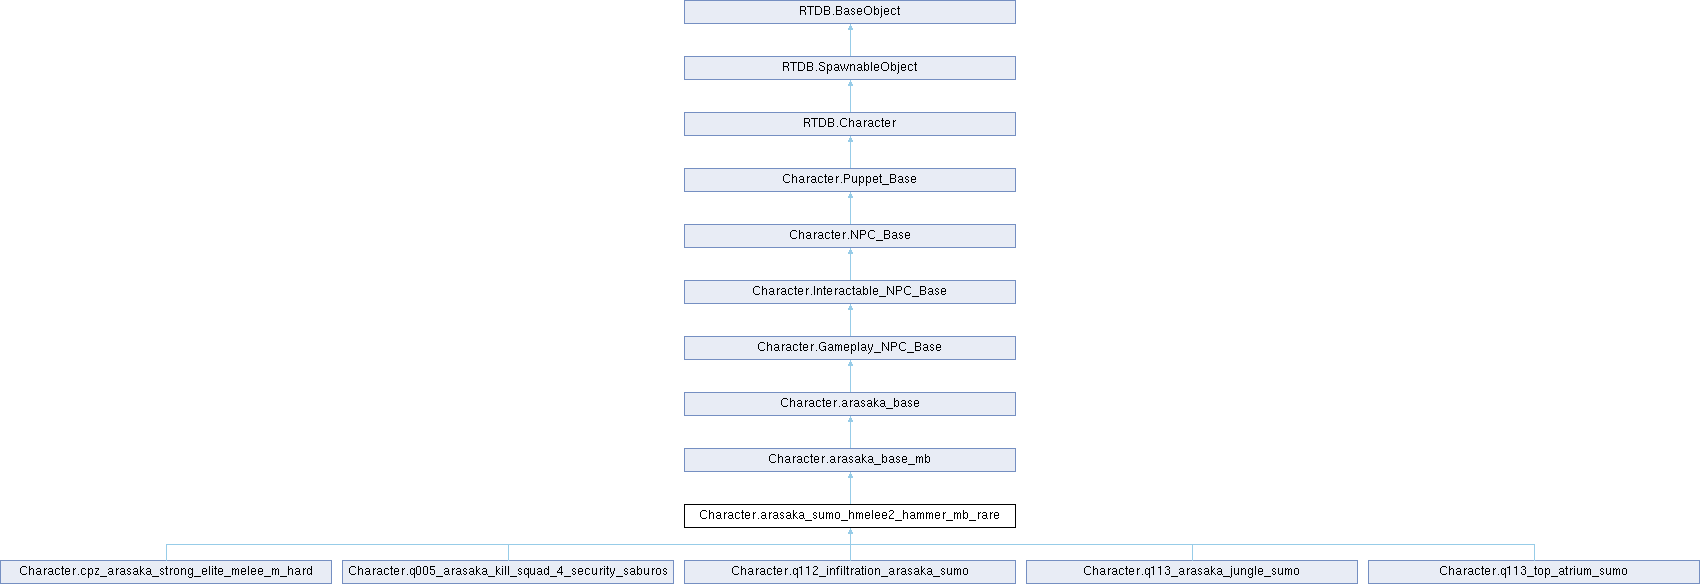 RTDB.BaseObject
RTDB.SpawnableObject
RTDB.Character
Character.Puppet_Base
Character.NPC_Base
Character.Interactable_NPC_Base
Character.Gameplay_NPC_Base
Character.arasaka_base
Character.arasaka_base_mb
Character.arasaka_sumo_hmelee2_hammer_mb_rare
Character.cpz_arasaka_strong_elite_melee_m_hard
Character.q005_arasaka_kill_squad_4_security_saburos
Character.q112_infiltration_arasaka_sumo
Character.q113_arasaka_jungle_sumo
Character.q113_top_atrium_sumo